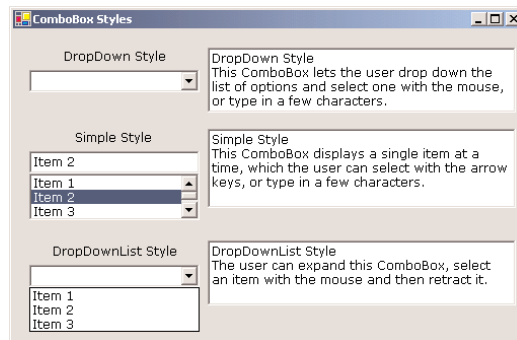 ComboBox Styles
DropDown Style
DropDown Style
This ComboBox lets the user drop down the
list of options and select one with the mouse,
or type in a few characters.
Simple Style
Item 2
Item 1
Item 2
Item 3
Simple Style
This ComboBox displays a single item at a
time, which the user can select with the arrow
keys, or type in a few characters.
DropDownList Style
Item 1
Item 2
Item 3
DropDownList Style
The user can expand this ComboBox, select
an item with the mouse and then retract it.